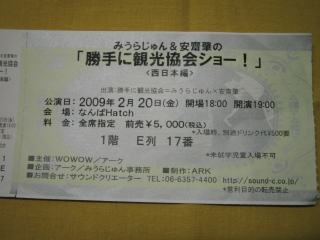 みうらじゅん＆安齋肇の
「勝手に観光協会ショー！」
<西日本編>
出演：勝手に観光協会＝みうらじゅん×安齋肇
公演日：2009年2月20日(金) 開場18:00 開演19:00
会　場：なんばHatch
料　金：全席指定　前売￥5,000(税込)
*入場時、別途ドリンク代￥500要
1階　E列　17番
*未就学児童入場不可
■主催：WOWOW／アーク
■企画：アーク／みうらじゅん事務所　■制作：ARK
■お問合せ：サウンドクリエーター　TEL：06-6357-4400　http://sound-c.co.jp/
*営利目的の転売禁止